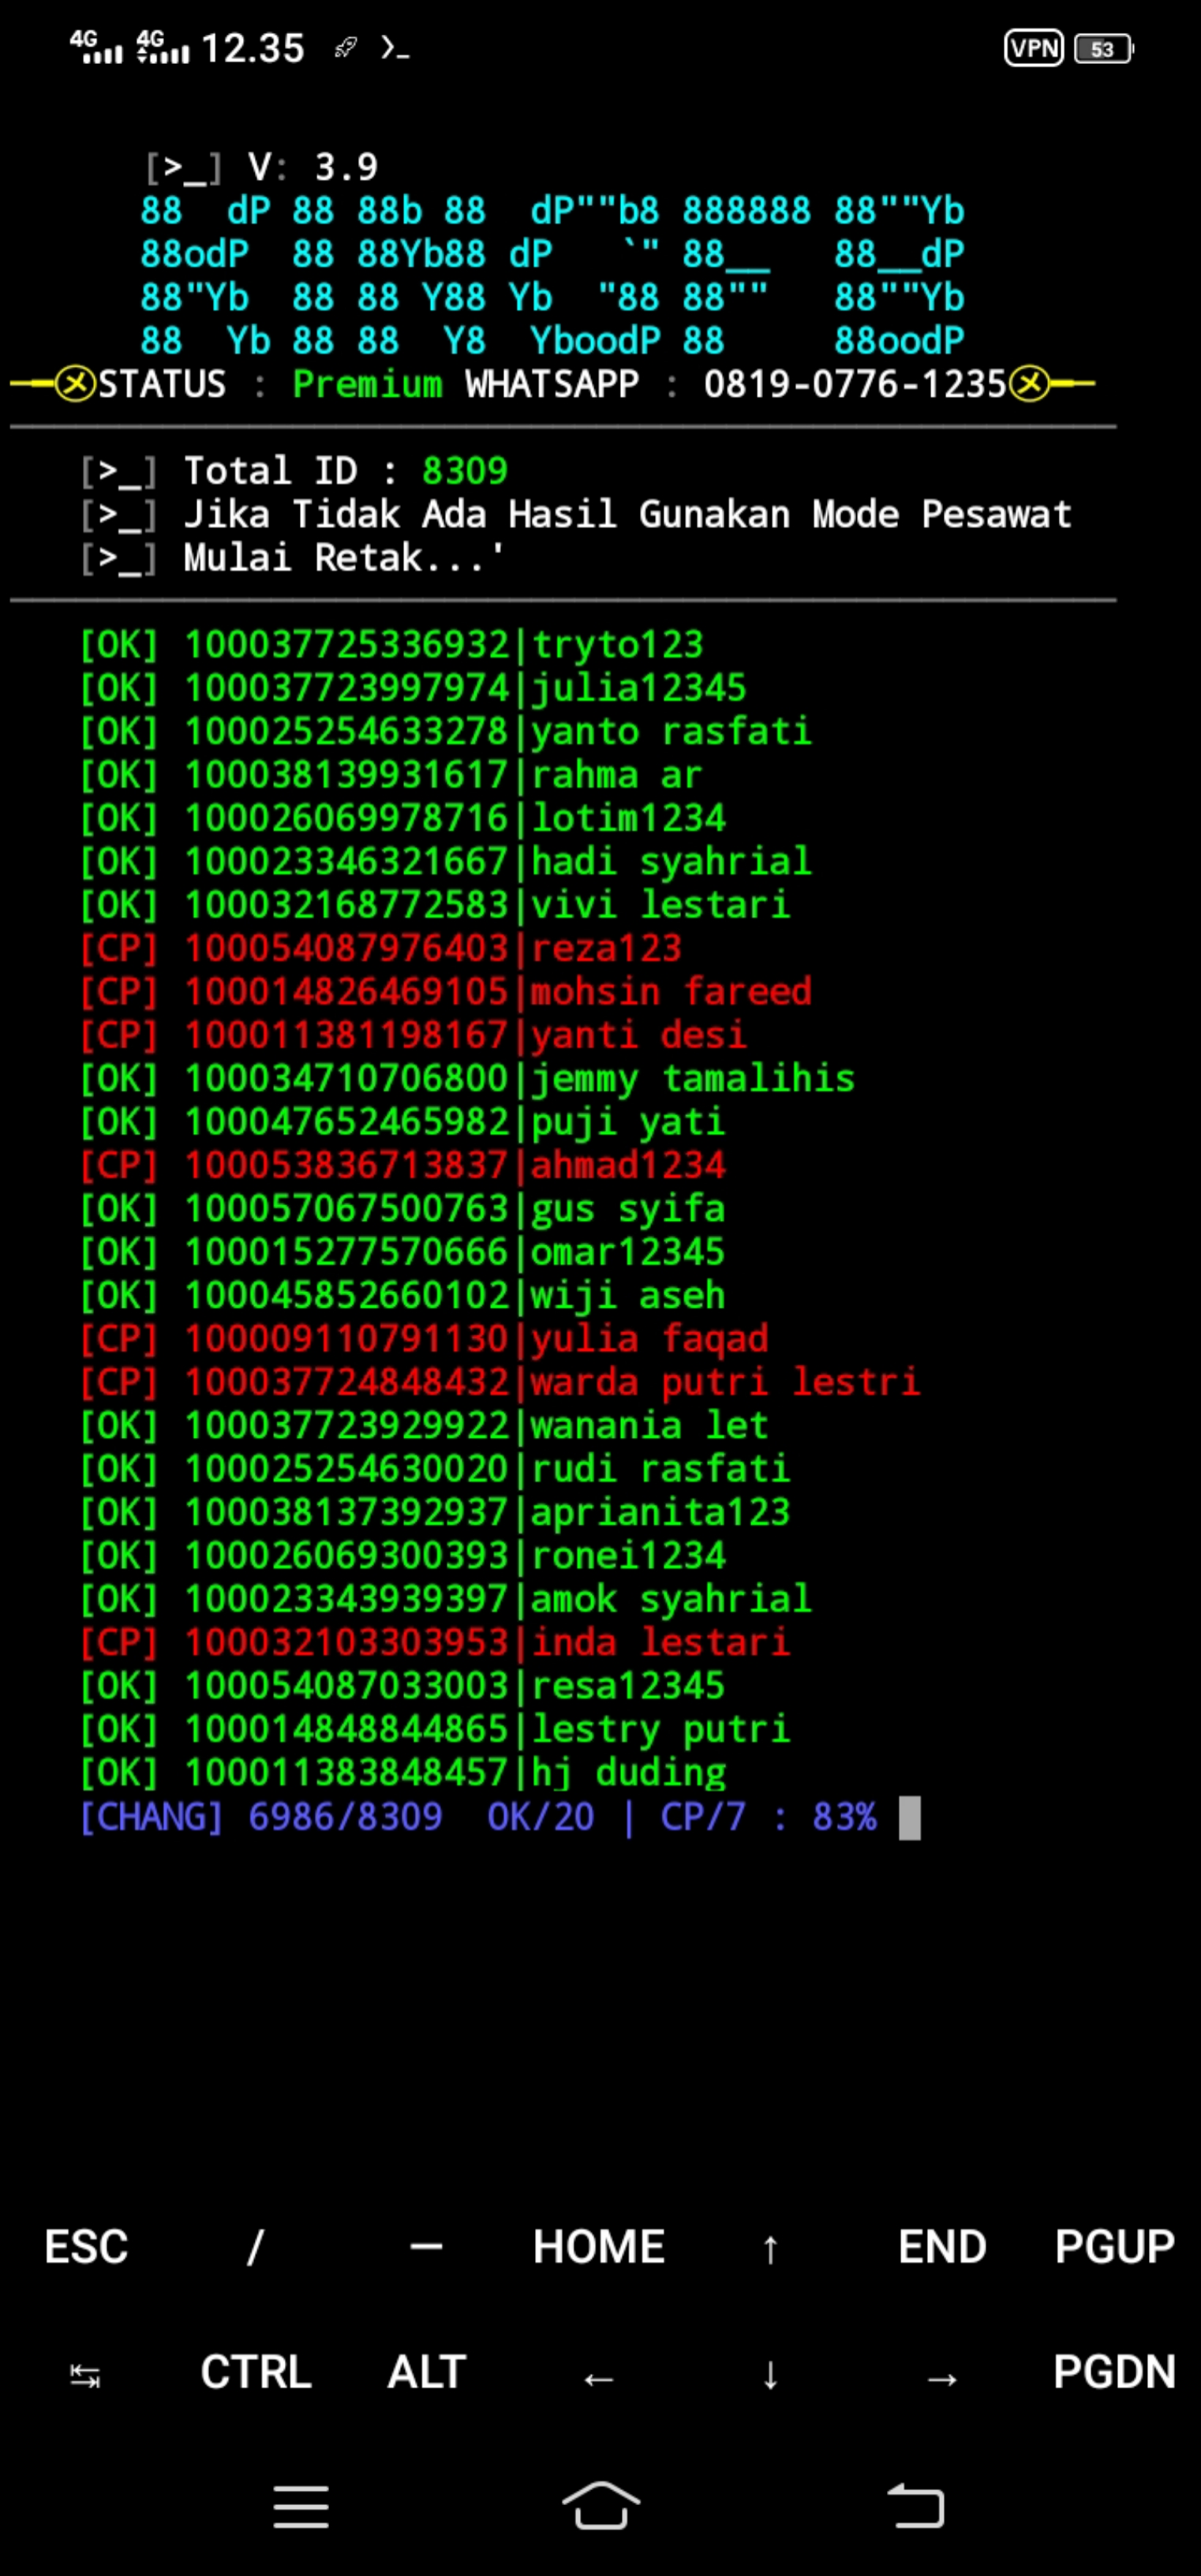 4G 4G 12.35 VPN 53
[>_] V: 3.9
88  dP 88 88b 88  dP""b8 888888 88""Yb
88odP  88 88Yb88 dP   `" 88__   88__dP
88"Yb  88 88 Y88 Yb  "88 88""   88""Yb
88  Yb 88 88  Y8  YboodP 88     88oodP
STATUS : Premium WHATSAPP : 0819-0776-1235
[>_] Total ID : 8309
[>_] Jika Tidak Ada Hasil Gunakan Mode Pesawat
[>_] Mulai Retak...'
[OK] 100037725336932|tryto123
[OK] 100037723997974|julia12345
[OK] 100025254633278|yanto rasfati
[OK] 100038139931617|rahma ar
[OK] 100026069978716|lotim1234
[OK] 100023346321667|hadi syahrial
[OK] 100032168772583|vivi lestari
[CP] 100054087976403|reza123
[CP] 100014826469105|mohsin fareed
[CP] 100011381198167|yanti desi
[OK] 100034710706800|jemmy tamalihis
[OK] 100047652465982|puji yati
[CP] 100053836713837|ahmad1234
[OK] 100057067500763|gus syifa
[OK] 100015277570666|omar12345
[OK] 100045852660102|wiji aseh
[CP] 100009110791130|yulia faqad
[CP] 100037724848432|warda putri lestri
[OK] 100037723929922|wanania let
[OK] 100025254630020|rudi rasfati
[OK] 100038137392937|aprianita123
[OK] 100026069300393|ronei1234
[OK] 100023343939397|amok syahrial
[CP] 100032103303953|inda lestari
[OK] 100054087033003|resa12345
[OK] 100014848844865|lestry putri
[OK] 100011383848457|hj duding
[CHANG] 6986/8309  OK/20 | CP/7 : 83%
ESC / — HOME ↑ END PGUP
↹ CTRL ALT ← ↓ → PGDN